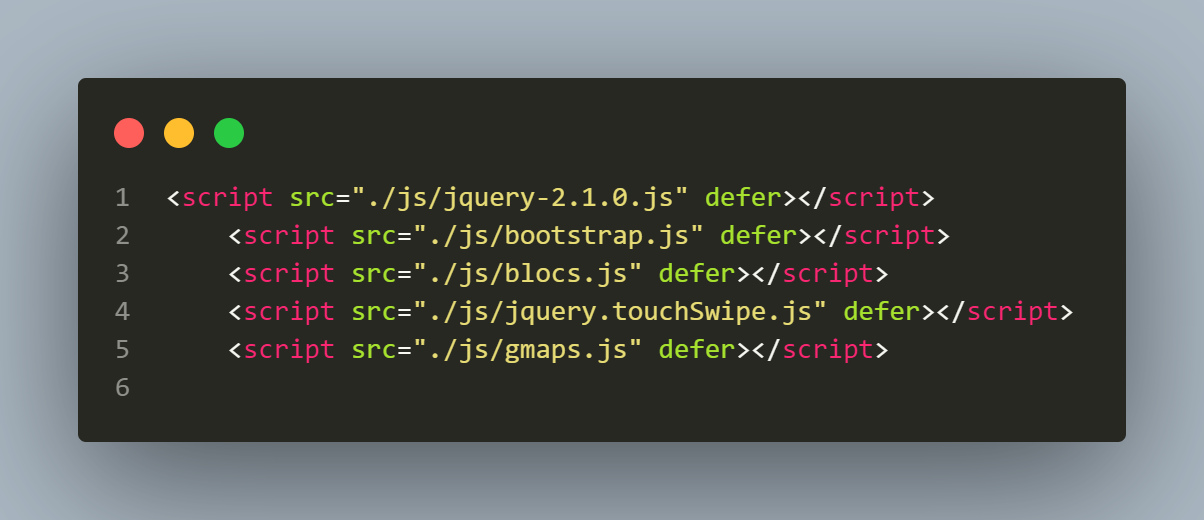 1 <script src="./js/jquery-2.1.0.js" defer></script>
2     <script src="./js/bootstrap.js" defer></script>
3     <script src="./js/blocs.js" defer></script>
4     <script src="./js/jquery.touchSwipe.js" defer></script>
5     <script src="./js/gmaps.js" defer></script>
6